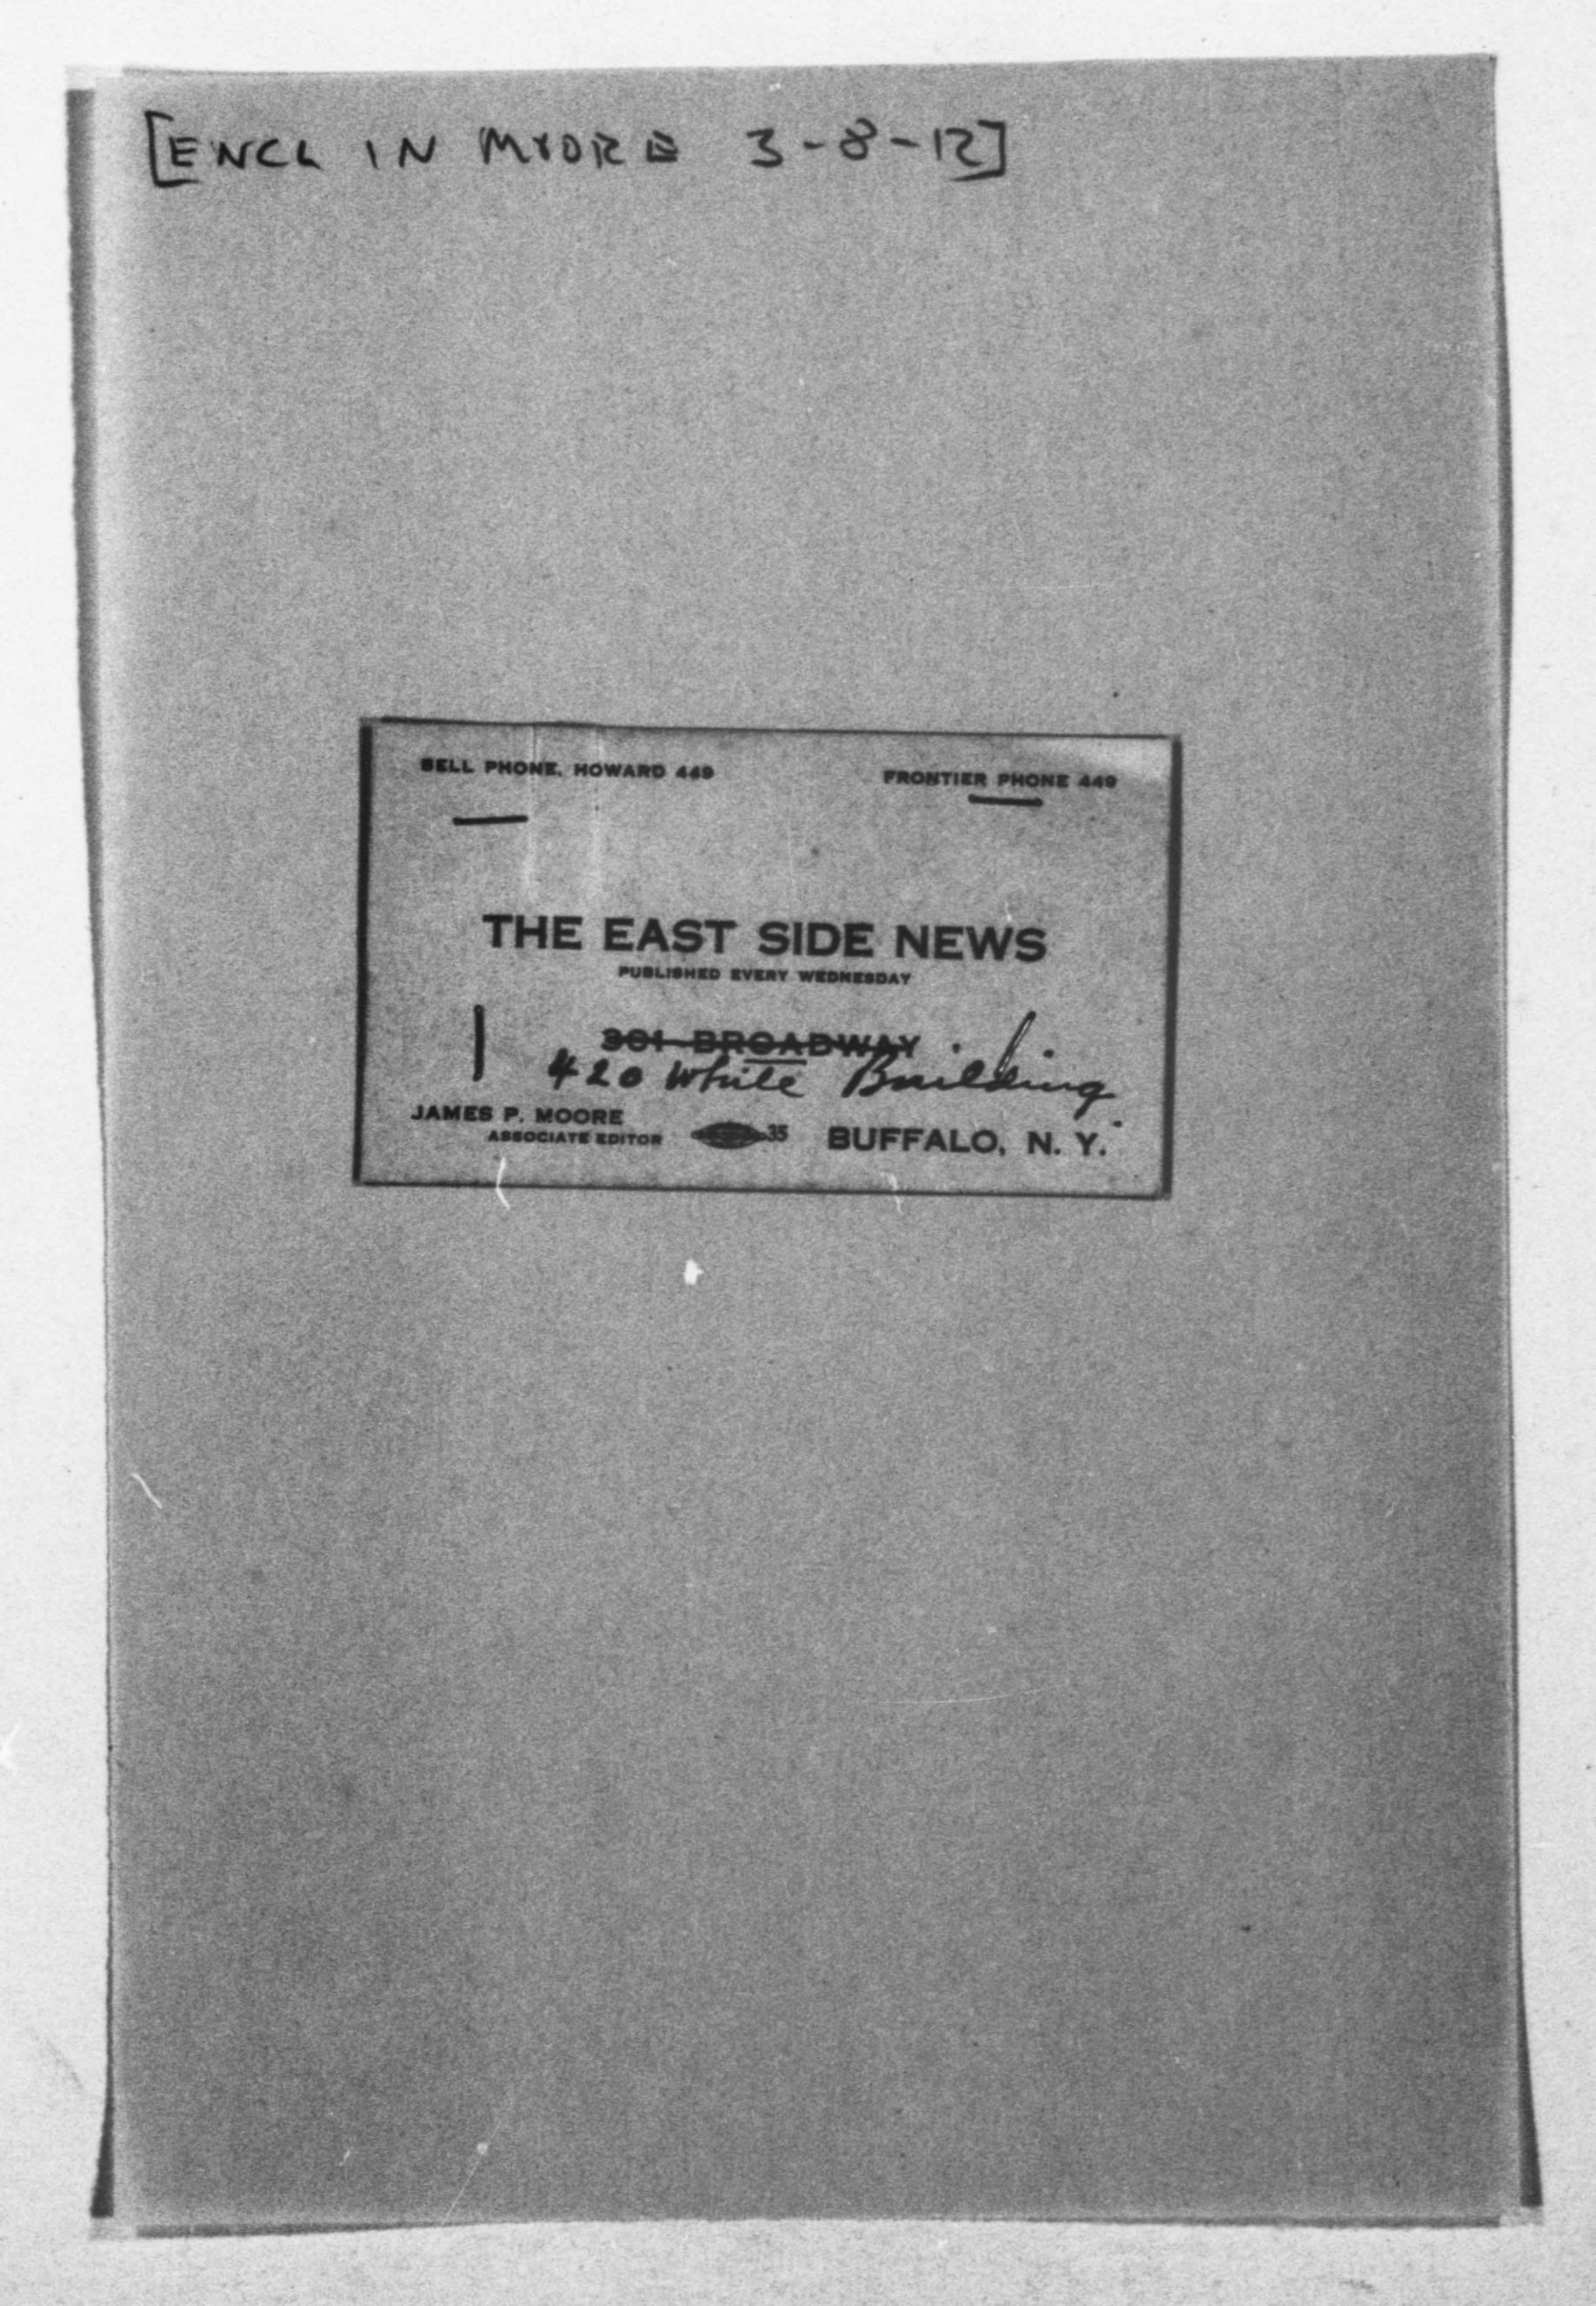 [ENCL IN MOORE 3-8-12]
BELL PHONE, HOWARD 449
FRONTIER PHONE 449
THE EAST SIDE NEWS
PUBLISHED EVERY WEDNESDAY
301 BROADWAY
420 White Building
JAMES P. MOORE
ASSOCIATE EDITOR
35
BUFFALO, N. Y.